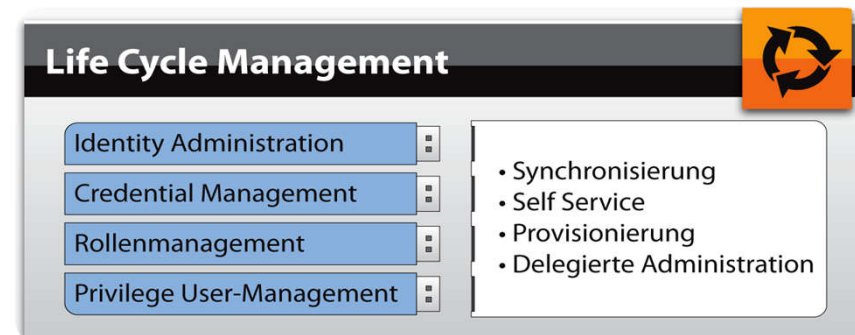 Life Cycle Management
Identity Administration
Credential Management
Rollenmanagement
Privilege User-Management
• Synchronisierung
• Self Service
• Provisionierung
• Delegierte Administration